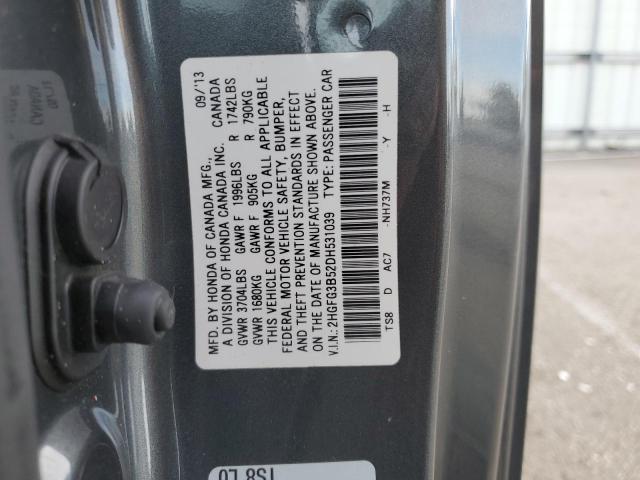 MFD. BY HONDA OF CANADA MFG., 09/'13
A DIVISION OF HONDA CANADA INC. CANADA
GVWR 3704LBS GAWR F 1996LBS R 1742LBS
GVWR 1680KG GAWR F 905KG R 790KG
THIS VEHICLE CONFORMS TO ALL APPLICABLE
FEDERAL MOTOR VEHICLE SAFETY, BUMPER,
AND THEFT PREVENTION STANDARDS IN EFFECT
ON THE DATE OF MANUFACTURE SHOWN ABOVE.
V.I.N.: 2HGFG3B52DH531039 TYPE: PASSENGER CAR
TS8 D AC7 -NH737M -Y -H
TS8 L0